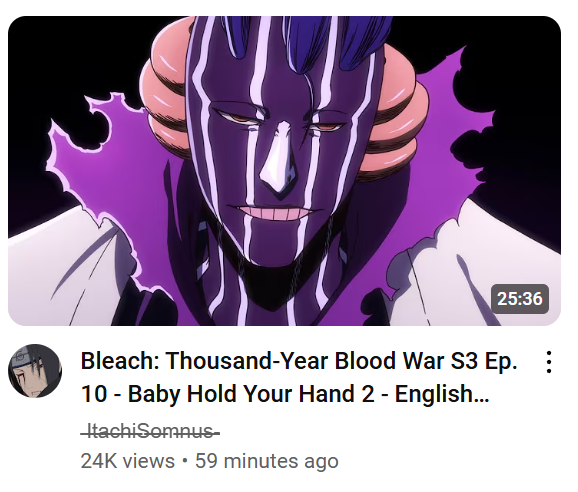 25:36
Bleach: Thousand-Year Blood War S3 Ep.
10 - Baby Hold Your Hand 2 - English...
ItachiSomnus
24K views • 59 minutes ago